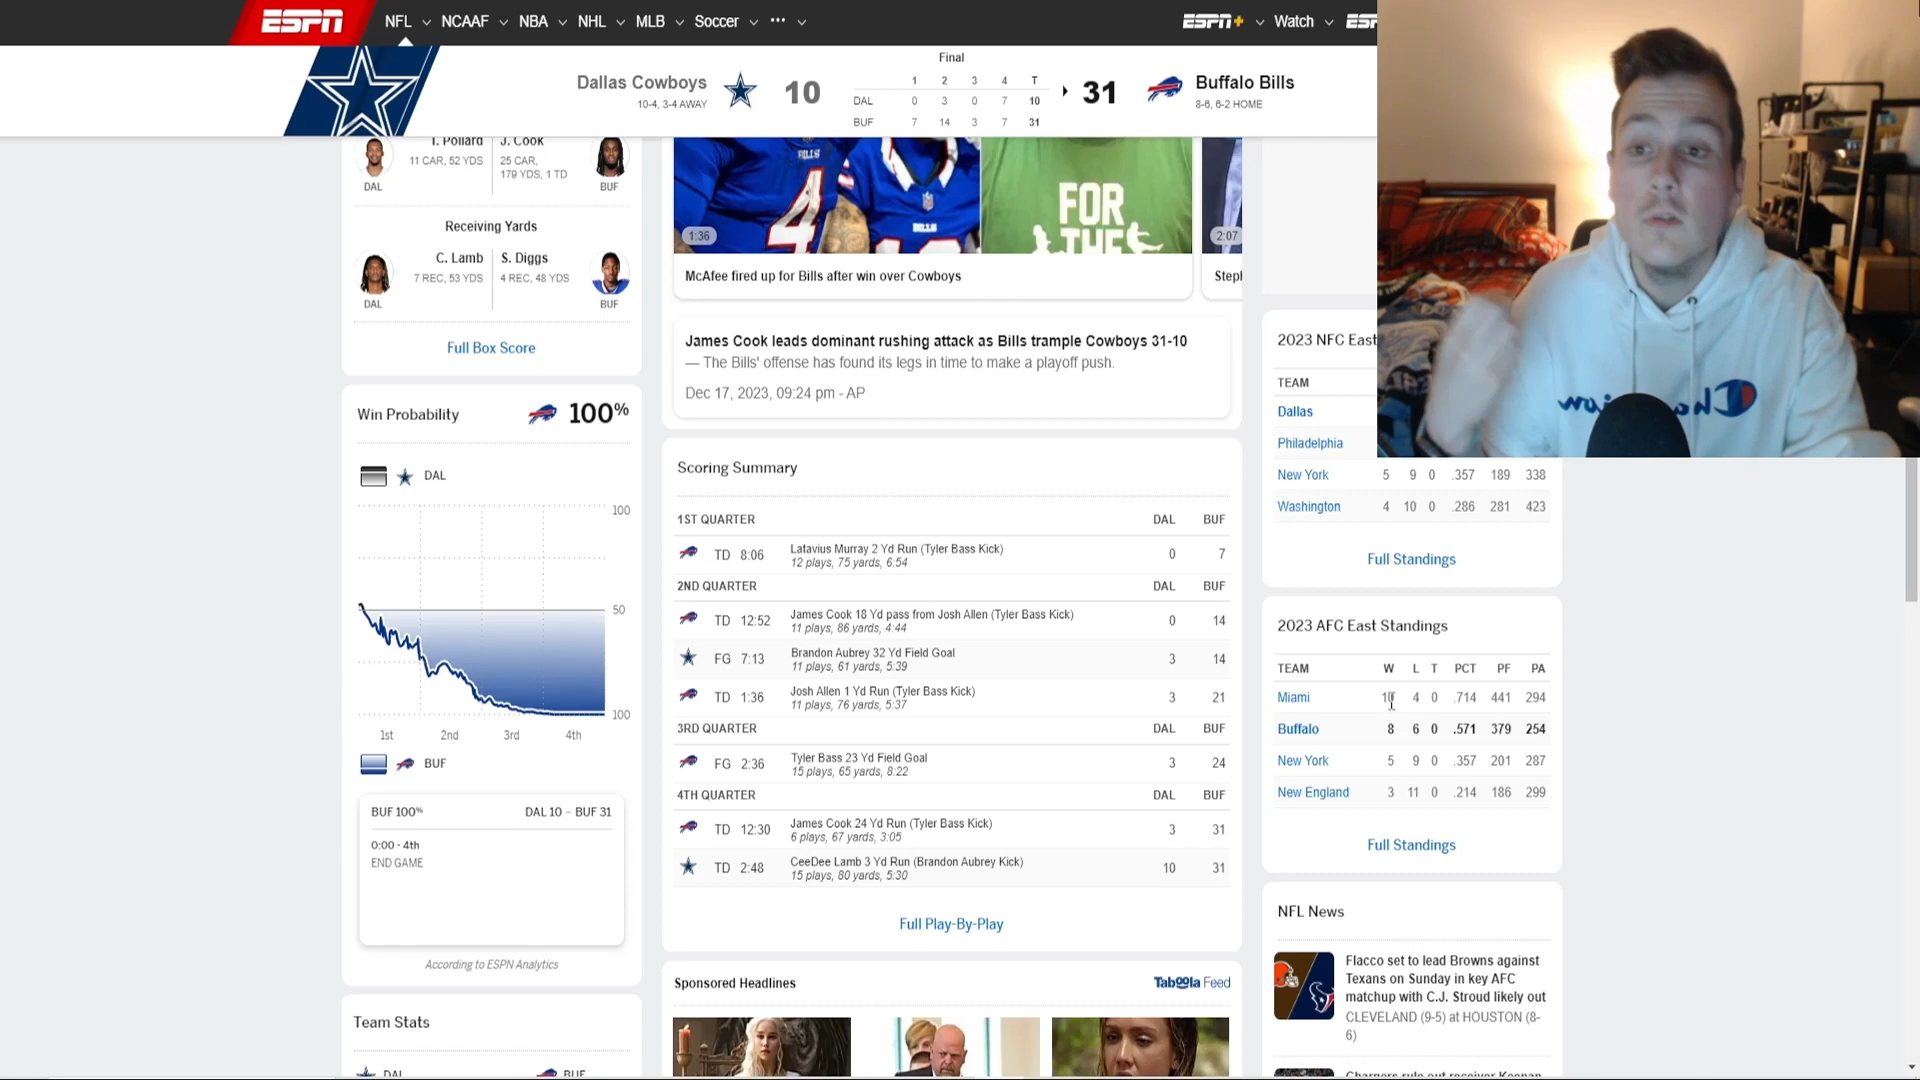 ESPN
NFL
NCAAF
NBA
NHL
MLB
Soccer
•••
ESPN+
Watch
Dallas Cowboys
10-4, 3-4 AWAY
10
Final
1 2 3 4 T
DAL 0 3 0 7 10
BUF 7 14 3 7 31
31
Buffalo Bills
8-6, 6-2 HOME
T. Pollard
11 CAR, 52 YDS
DAL
J. Cook
25 CAR,
179 YDS, 1 TD
BUF
Receiving Yards
C. Lamb
7 REC, 53 YDS
DAL
S. Diggs
4 REC, 48 YDS
BUF
Full Box Score
Win Probability
100%
DAL
100
50
100
1st 2nd 3rd 4th
BUF
BUF 100%
DAL 10 - BUF 31
0:00 - 4th
END GAME
According to ESPN Analytics
Team Stats
DAL
BUF
BILLS
4
BILLS
FOR
THE
1:36
2:07
McAfee fired up for Bills after win over Cowboys
James Cook leads dominant rushing attack as Bills trample Cowboys 31-10
— The Bills' offense has found its legs in time to make a playoff push.
Dec 17, 2023, 09:24 pm - AP
Scoring Summary
1ST QUARTER DAL BUF
TD 8:06 Latavius Murray 2 Yd Run (Tyler Bass Kick) 0 7
12 plays, 75 yards, 6:54
2ND QUARTER DAL BUF
TD 12:52 James Cook 18 Yd pass from Josh Allen (Tyler Bass Kick) 0 14
11 plays, 86 yards, 4:44
FG 7:13 Brandon Aubrey 32 Yd Field Goal 3 14
11 plays, 61 yards, 5:39
TD 1:36 Josh Allen 1 Yd Run (Tyler Bass Kick) 3 21
11 plays, 76 yards, 5:37
3RD QUARTER DAL BUF
FG 2:36 Tyler Bass 23 Yd Field Goal 3 24
15 plays, 65 yards, 8:22
4TH QUARTER DAL BUF
TD 12:30 James Cook 24 Yd Run (Tyler Bass Kick) 3 31
6 plays, 67 yards, 3:05
TD 2:48 CeeDee Lamb 3 Yd Run (Brandon Aubrey Kick) 10 31
15 plays, 80 yards, 5:30
Full Play-By-Play
Sponsored Headlines
Taboola Feed
Champion
2023 NFC East
TEAM
Dallas
Philadelphia
New York 5 9 0 .357 189 338
Washington 4 10 0 .286 281 423
Full Standings
2023 AFC East Standings
TEAM W L T PCT PF PA
Miami 10 4 0 .714 441 294
Buffalo 8 6 0 .571 379 254
New York 5 9 0 .357 201 287
New England 3 11 0 .214 186 299
Full Standings
NFL News
Flacco set to lead Browns against
Texans on Sunday in key AFC
matchup with C.J. Stroud likely out
CLEVELAND (9-5) at HOUSTON (8-
6)
Chargers rule out receiver Keenan